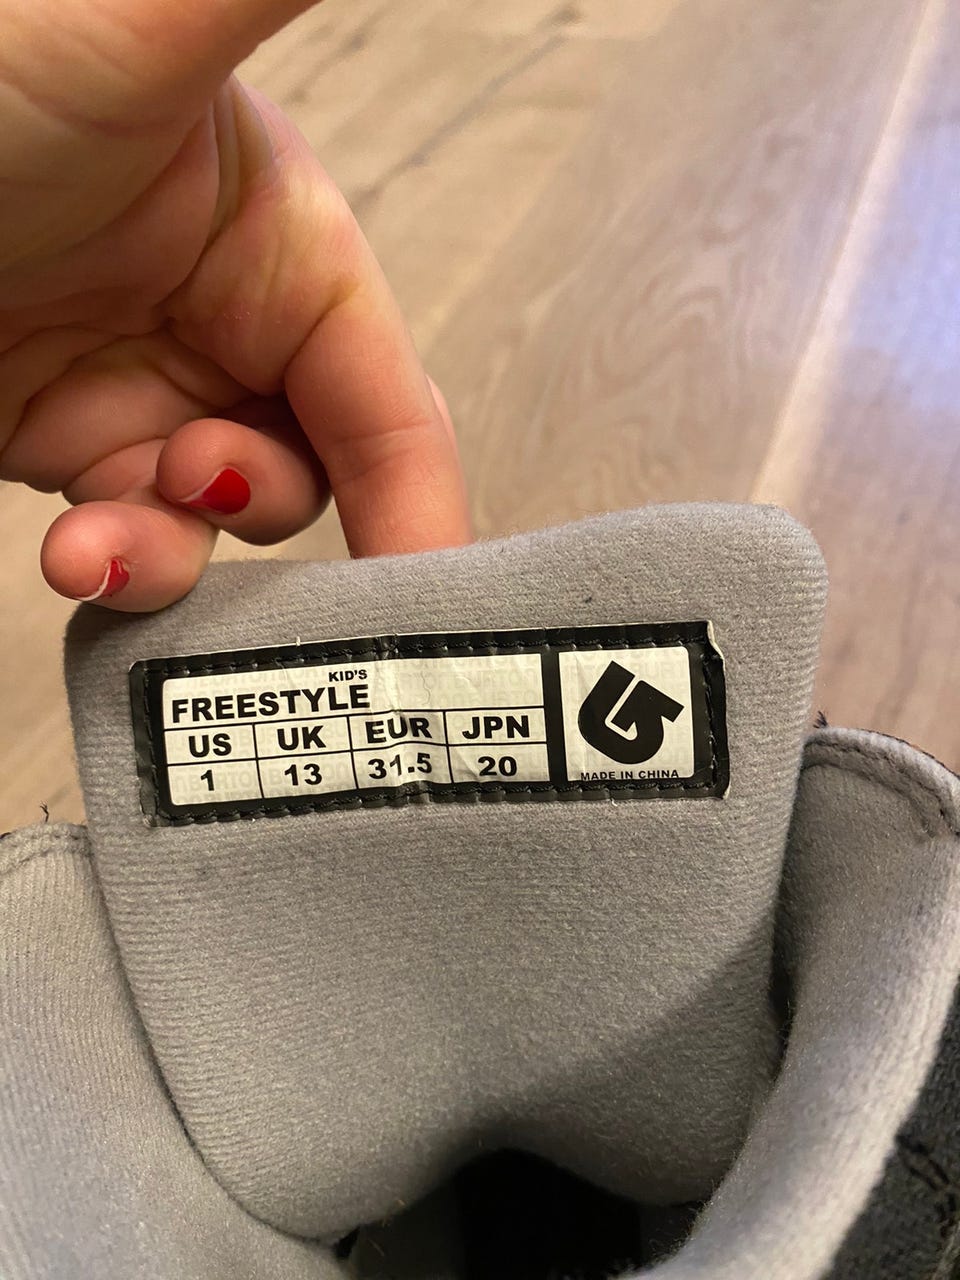 KID'S
FREESTYLE
US UK EUR JPN
1 13 31.5 20
MADE IN CHINA